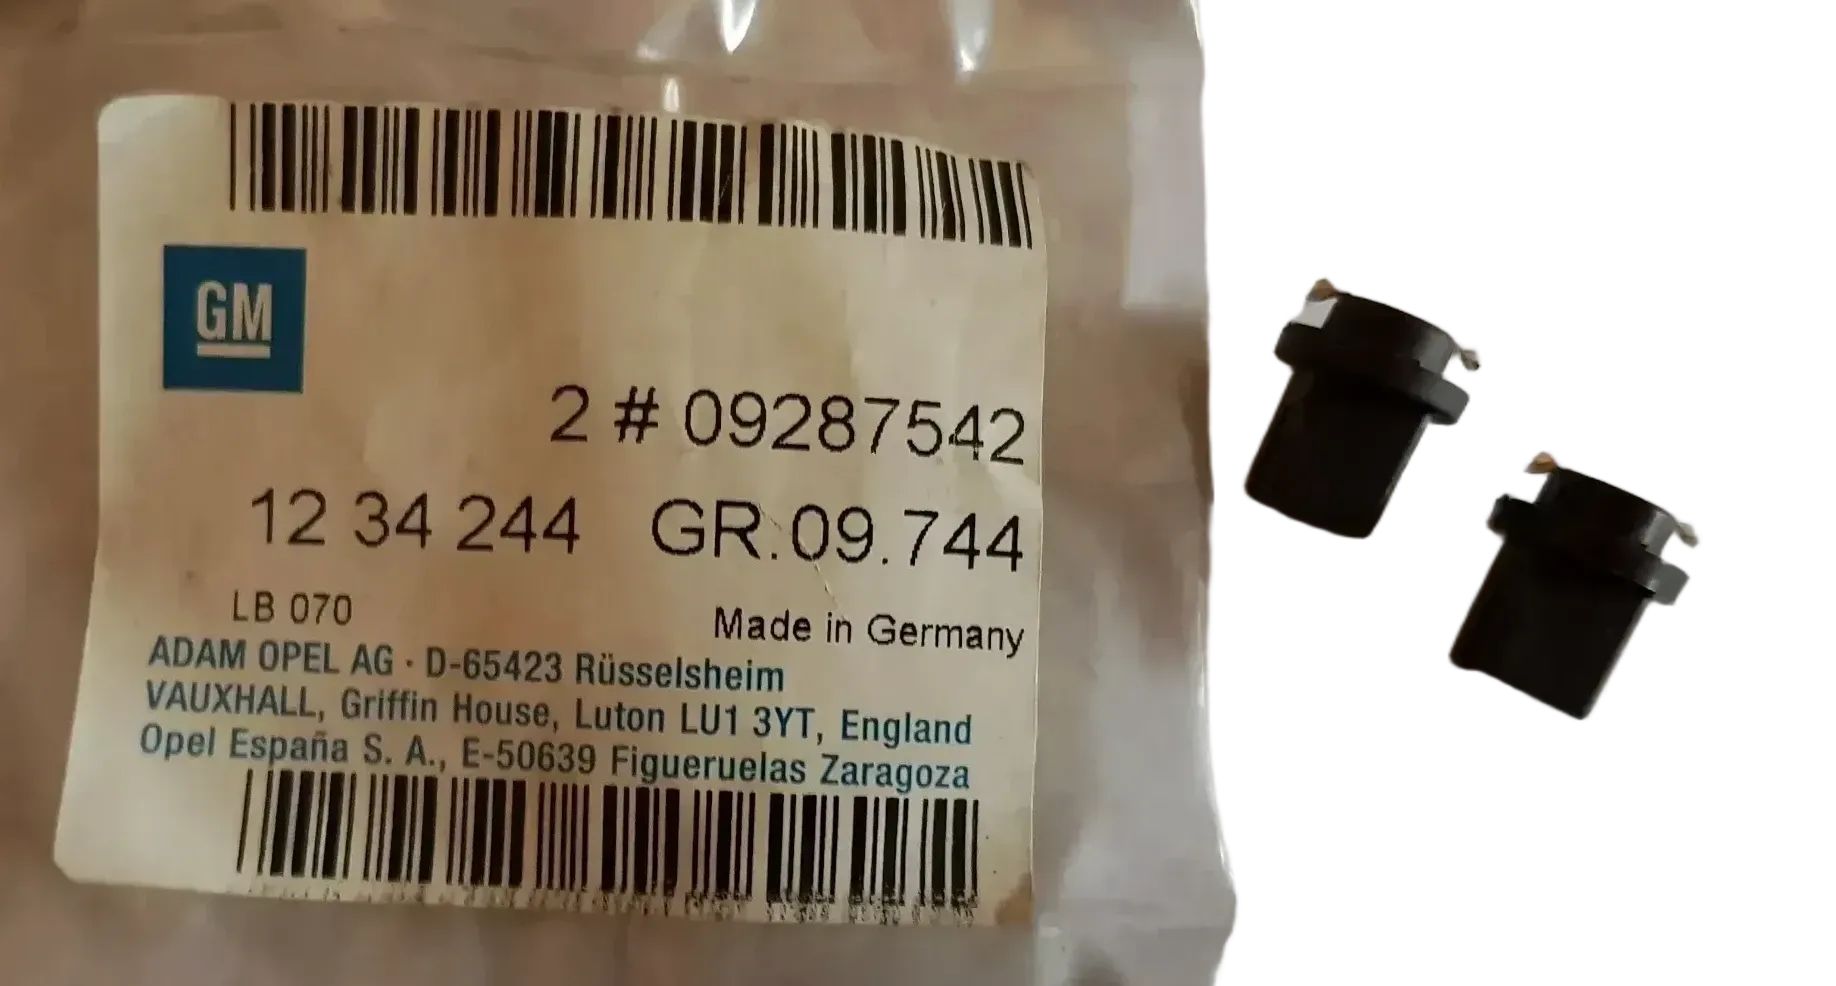 GM
2 # 09287542
12 34 244 GR.09.744
LB 070 Made in Germany
ADAM OPEL AG · D-65423 Rüsselsheim
VAUXHALL, Griffin House, Luton LU1 3YT, England
Opel España S. A., E-50639 Figueruelas Zaragoza